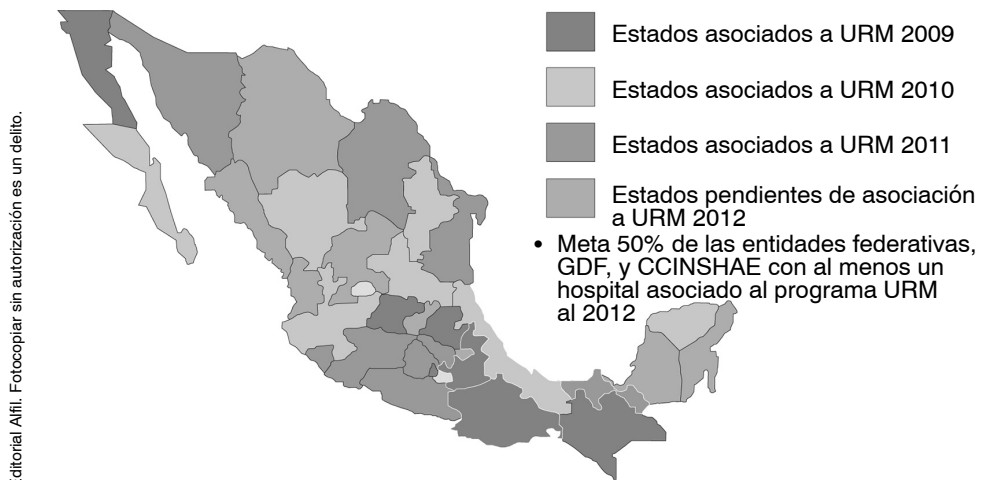 Estados asociados a URM 2009
Estados asociados a URM 2010
Estados asociados a URM 2011
Estados pendientes de asociación
a URM 2012
• Meta 50% de las entidades federativas,
GDF, y CCINSHAE con al menos un
hospital asociado al programa URM
al 2012
Editorial Alfil. Fotocopiar sin autorización es un delito.